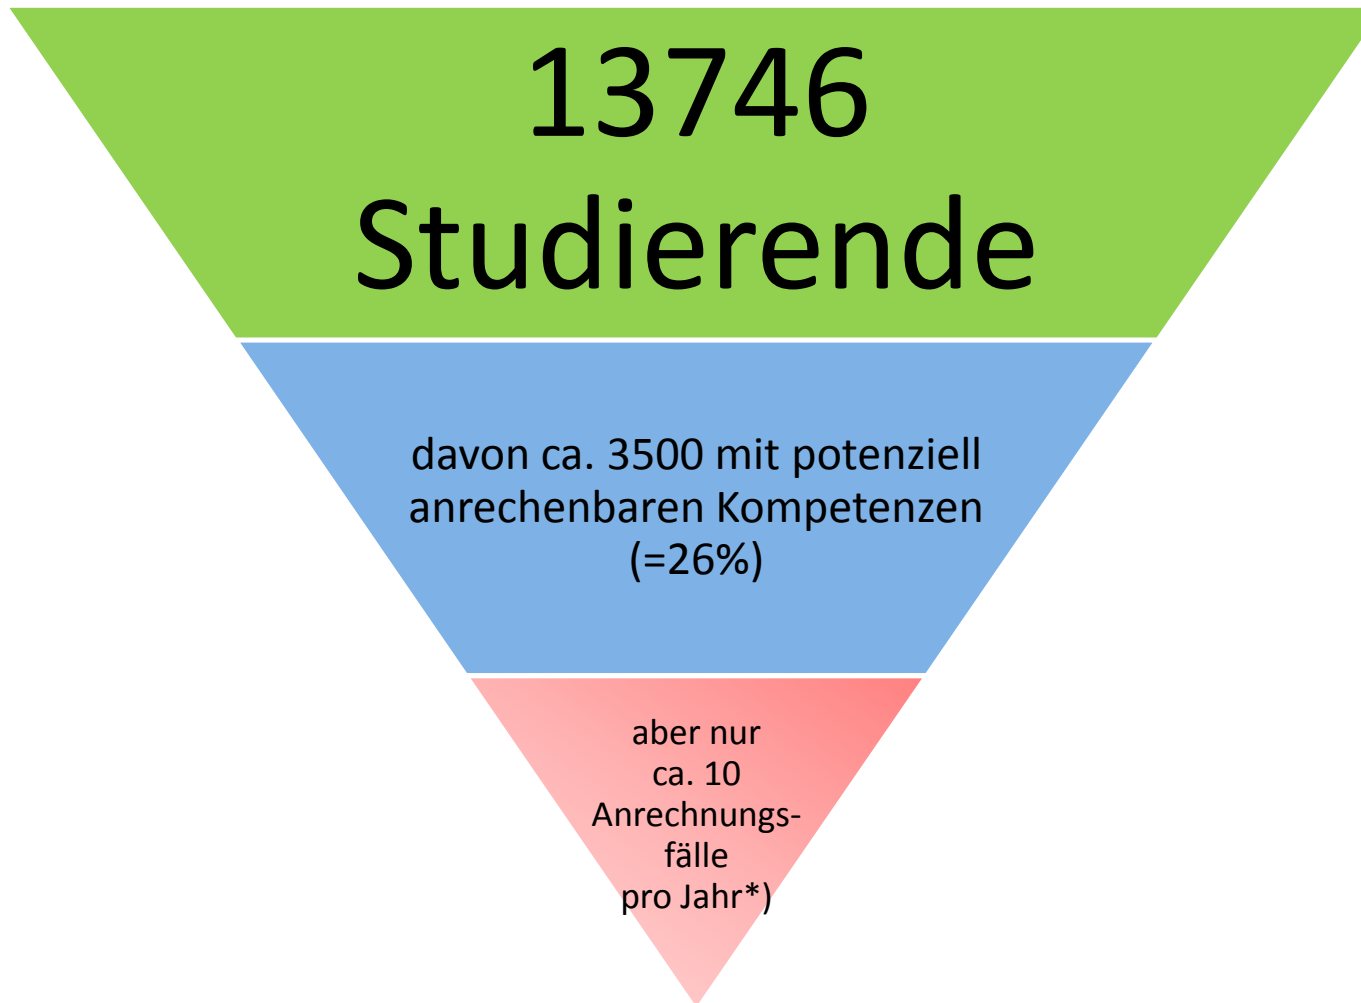 13746
Studierende
davon ca. 3500 mit potenziell
anrechenbaren Kompetenzen
(=26%)
aber nur
ca. 10
Anrechnungs-
fälle
pro Jahr*)